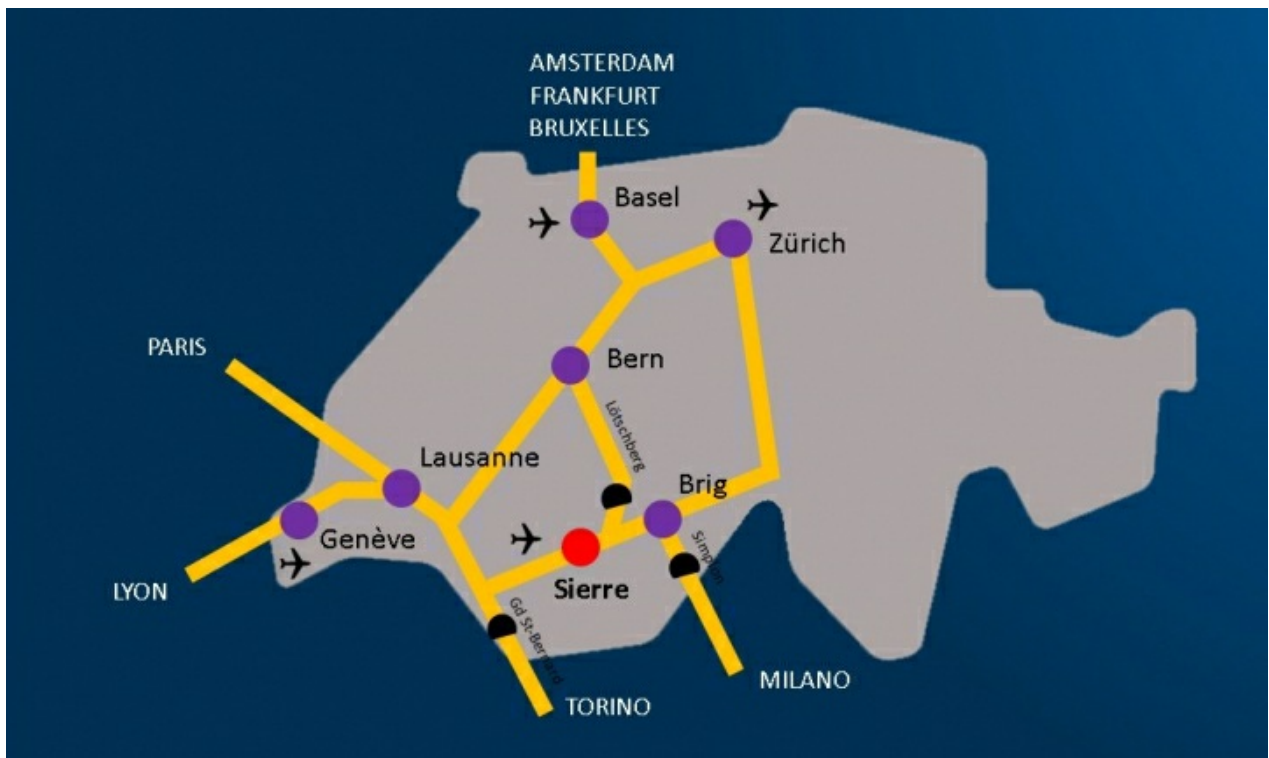 AMSTERDAM
FRANKFURT
BRUXELLES
Basel
Zürich
PARIS
Bern
Lötschberg
Lausanne
Brig
Genève
Simplon
LYON
Sierre
Gd St-Bernard
MILANO
TORINO